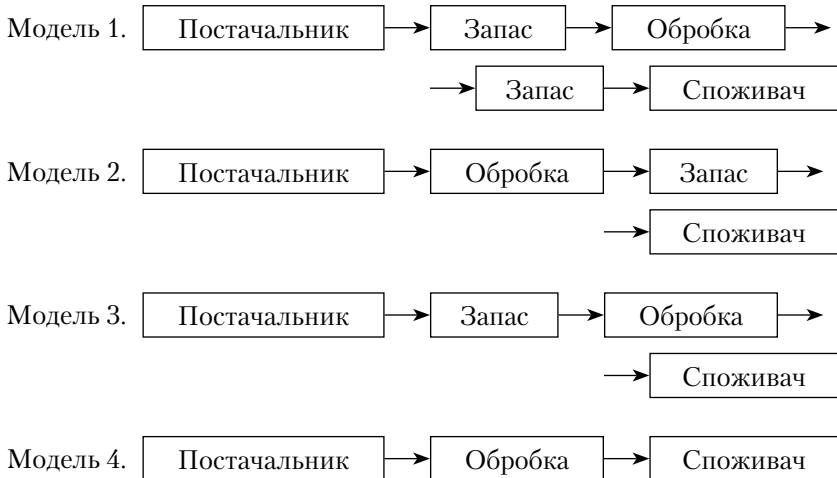 Модель 1. Постачальник Запас Обробка
Запас Споживач
Модель 2. Постачальник Обробка Запас
Споживач
Модель 3. Постачальник Запас Обробка
Споживач
Модель 4. Постачальник Обробка Споживач